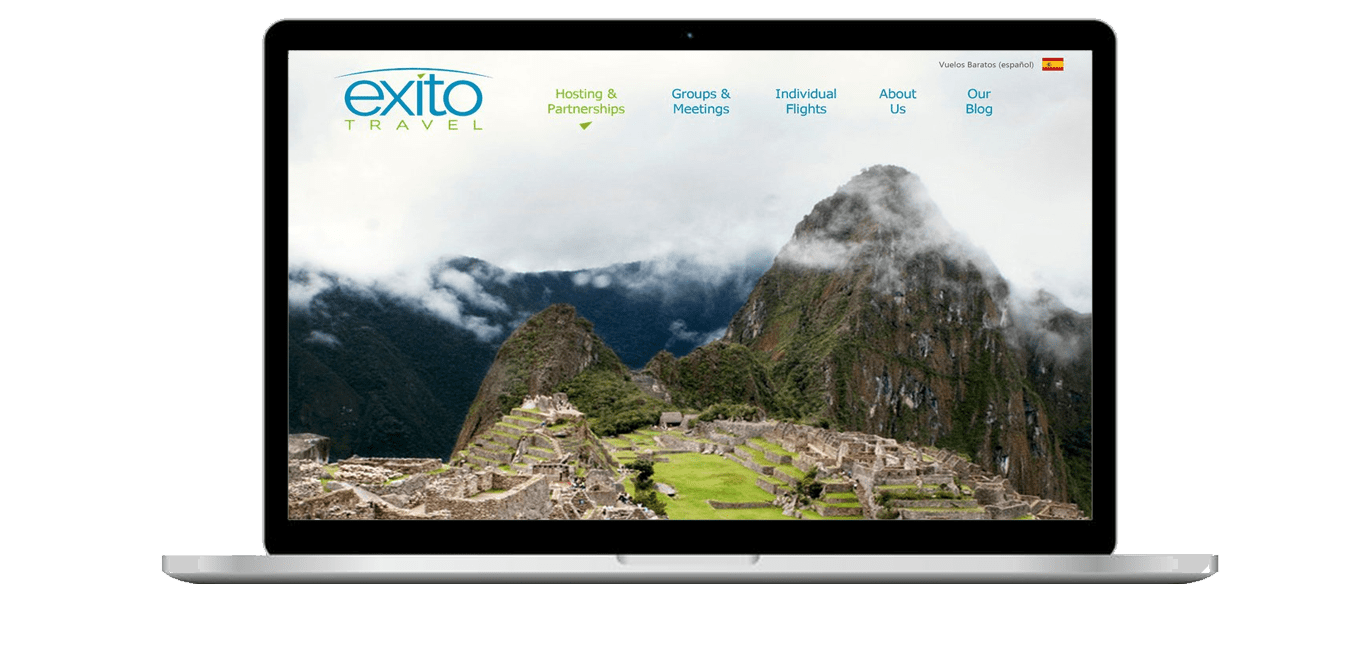 Vuelos Baratos (español)
exito
TRAVEL
Hosting &
Partnerships
Groups &
Meetings
Individual
Flights
About
Us
Our
Blog